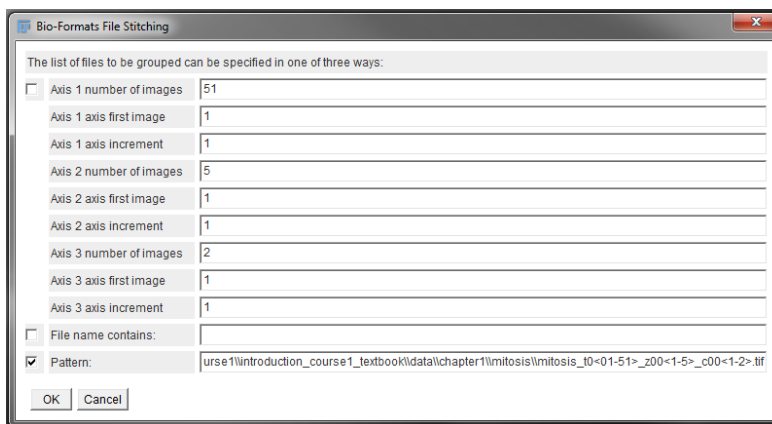 Bio-Formats File Stitching
The list of files to be grouped can be specified in one of three ways:
Axis 1 number of images 51
Axis 1 axis first image 1
Axis 1 axis increment 1
Axis 2 number of images 5
Axis 2 axis first image 1
Axis 2 axis increment 1
Axis 3 number of images 2
Axis 3 axis first image 1
Axis 3 axis increment 1
File name contains:
Pattern: urse1\\introduction_course1_textbook\\data\\chapter1\\mitosis\\mitosis_t0<01-51>_z00<1-5>_c00<1-2>.tif
OK Cancel